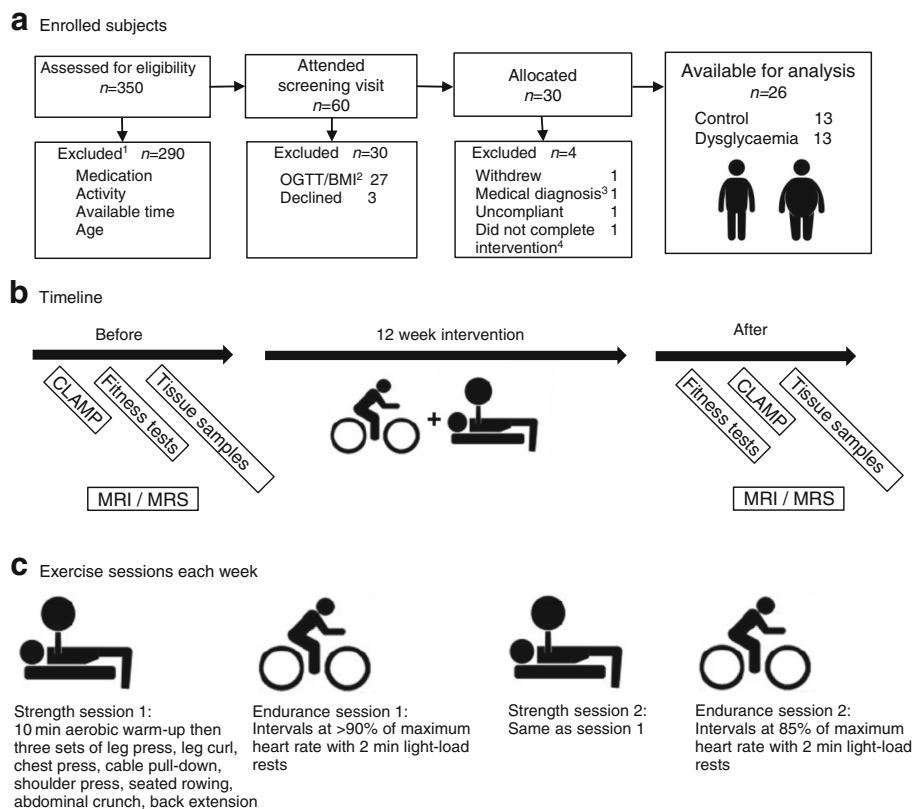 a Enrolled subjects
Assessed for eligibility
n=350
Attended
screening visit
n=60
Allocated
n=30
Available for analysis
n=26
Control 13
Dysglycaemia 13
Excluded¹ n=290
Medication
Activity
Available time
Age
Excluded n=30
OGTT/BMI² 27
Declined 3
Excluded n=4
Withdrew 1
Medical diagnosis³ 1
Uncompliant 1
Did not complete 1
intervention⁴
b Timeline
Before
12 week intervention
After
CLAMP
Fitness tests
Tissue samples
MRI / MRS
+
Fitness tests
CLAMP
Tissue samples
MRI / MRS
c Exercise sessions each week
Strength session 1:
10 min aerobic warm-up then
three sets of leg press, leg curl,
chest press, cable pull-down,
shoulder press, seated rowing,
abdominal crunch, back extension
Endurance session 1:
Intervals at >90% of maximum
heart rate with 2 min light-load
rests
Strength session 2:
Same as session 1
Endurance session 2:
Intervals at 85% of maximum
heart rate with 2 min light-load
rests